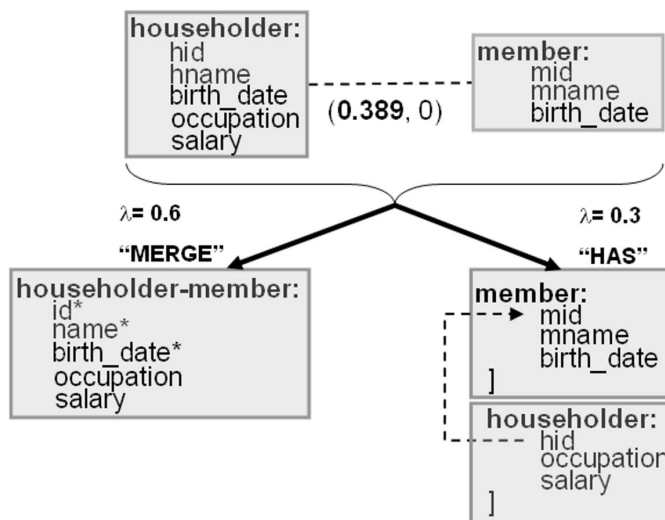 householder:
hid
hname
birth_date
occupation
salary
member:
mid
mname
birth_date
(0.389, 0)
λ= 0.6
“MERGE”
λ= 0.3
“HAS”
householder-member:
id*
name*
birth_date*
occupation
salary
member:
mid
mname
birth_date
]
householder:
hid
occupation
salary
]